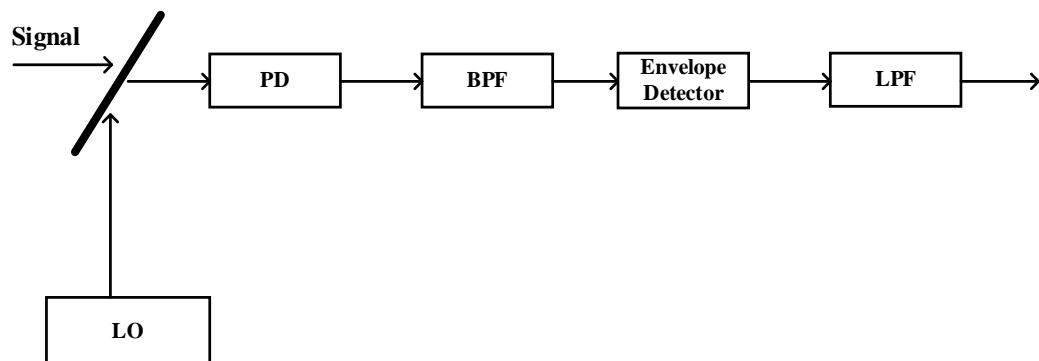 Signal
PD
BPF
Envelope
Detector
LPF
LO